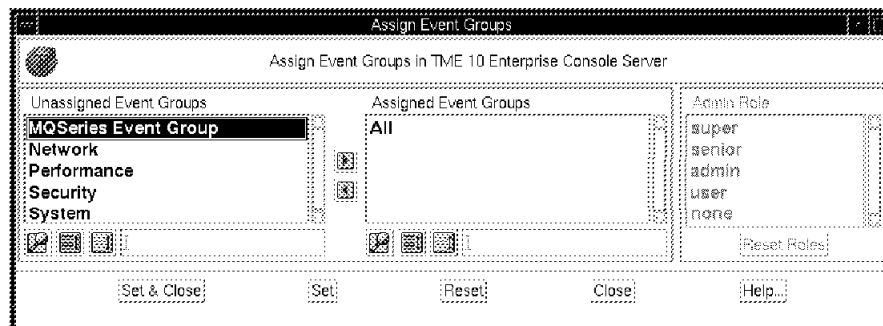 Assign Event Groups
Assign Event Groups in TME 10 Enterprise Console Server
Unassigned Event Groups
MQSeries Event Group
Network
Performance
Security
System
Assigned Event Groups
All
Admin Role
super
senior
admin
user
none
Reset Roles
Set & Close
Set
Reset
Close
Help...